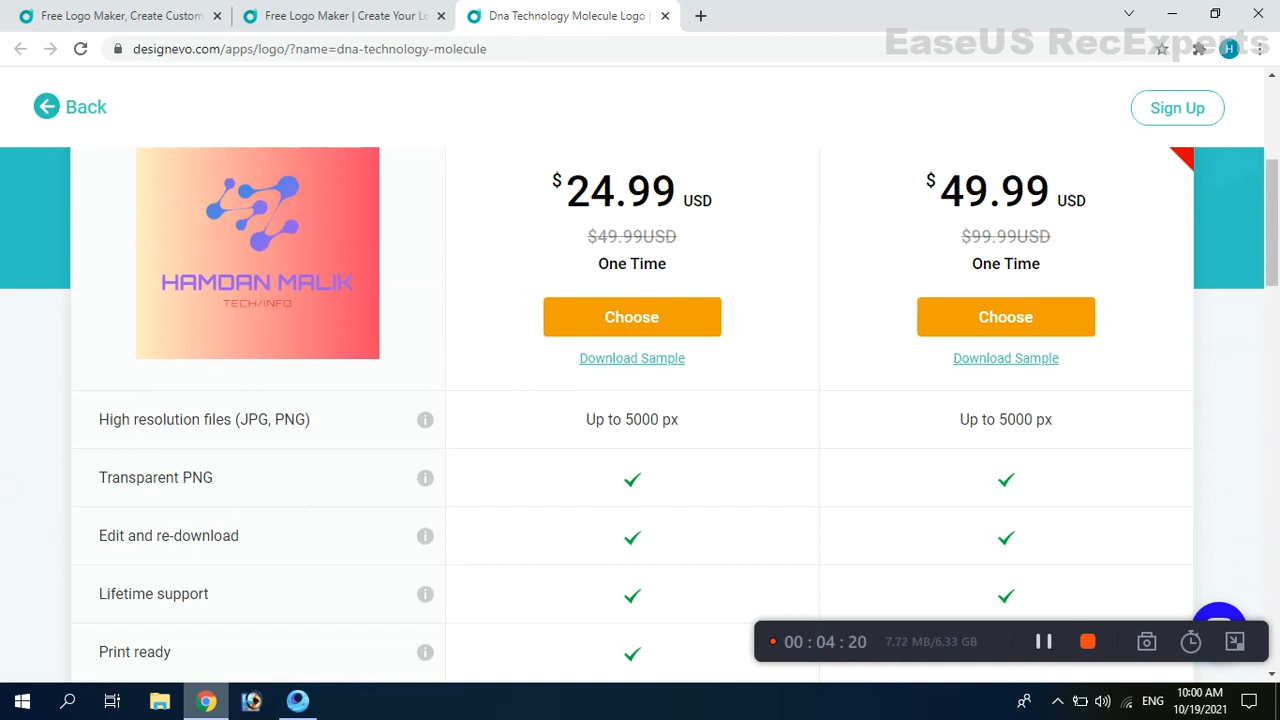 Free Logo Maker, Create Custom
Free Logo Maker | Create Your L
Dna Technology Molecule Logo |
designevo.com/apps/logo/?name=dna-technology-molecule
EaseUS RecExperts
H
Back
Sign Up
HAMDAN MALIK
TECH/INFO
$24.99 USD
$49.99USD
One Time
Choose
Download Sample
$49.99 USD
$99.99USD
One Time
Choose
Download Sample
High resolution files (JPG, PNG)
Up to 5000 px
Up to 5000 px
Transparent PNG
Edit and re-download
Lifetime support
Print ready
00 : 04 : 20
7.72 MB/6.33 GB
ENG
10:00 AM
10/19/2021